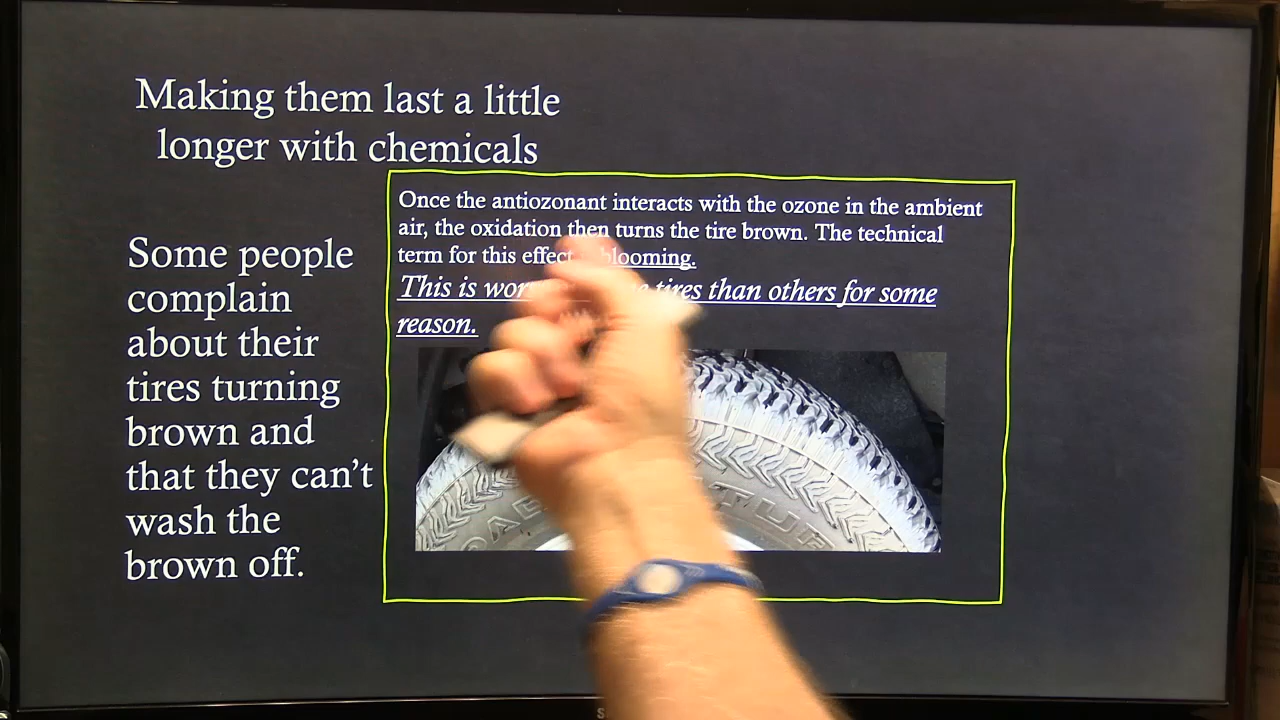 Making them last a little
longer with chemicals
Some people
complain
about their
tires turning
brown and
that they can't
wash the
brown off.
Once the antiozonant interacts with the ozone in the ambient
air, the oxidation then turns the tire brown. The technical
term for this effect blooming.
This is tires than others for some
reason.